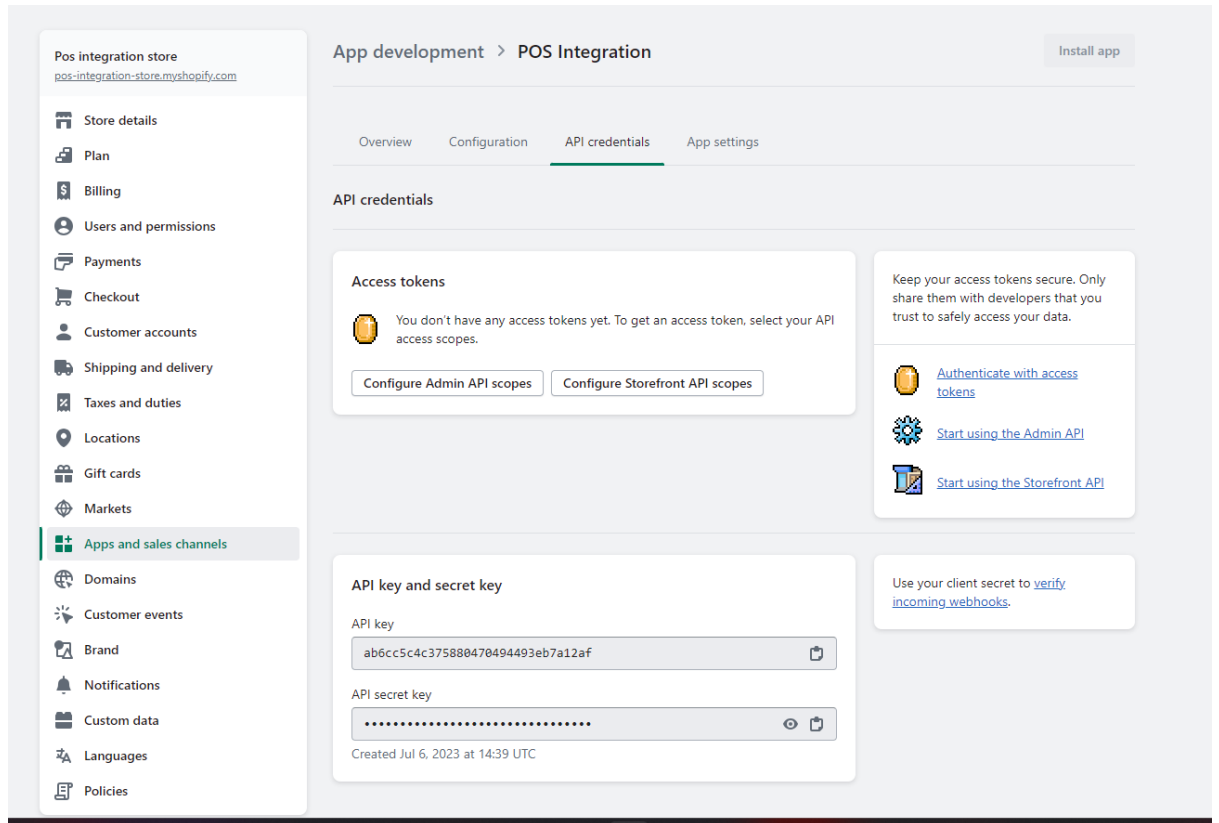 Pos integration store
pos-integration-store.myshopify.com
Store details
Plan
Billing
Users and permissions
Payments
Checkout
Customer accounts
Shipping and delivery
Taxes and duties
Locations
Gift cards
Markets
Apps and sales channels
Domains
Customer events
Brand
Notifications
Custom data
Languages
Policies
App development > POS Integration
Install app
Overview Configuration API credentials App settings
API credentials
Access tokens
You don't have any access tokens yet. To get an access token, select your API
access scopes.
Configure Admin API scopes Configure Storefront API scopes
Keep your access tokens secure. Only
share them with developers that you
trust to safely access your data.
Authenticate with access
tokens
Start using the Admin API
Start using the Storefront API
API key and secret key
API key
ab6cc5c4c375880470494493eb7a12af
API secret key
••••••••••••••••••••••••••••••••
Created Jul 6, 2023 at 14:39 UTC
Use your client secret to verify
incoming webhooks.